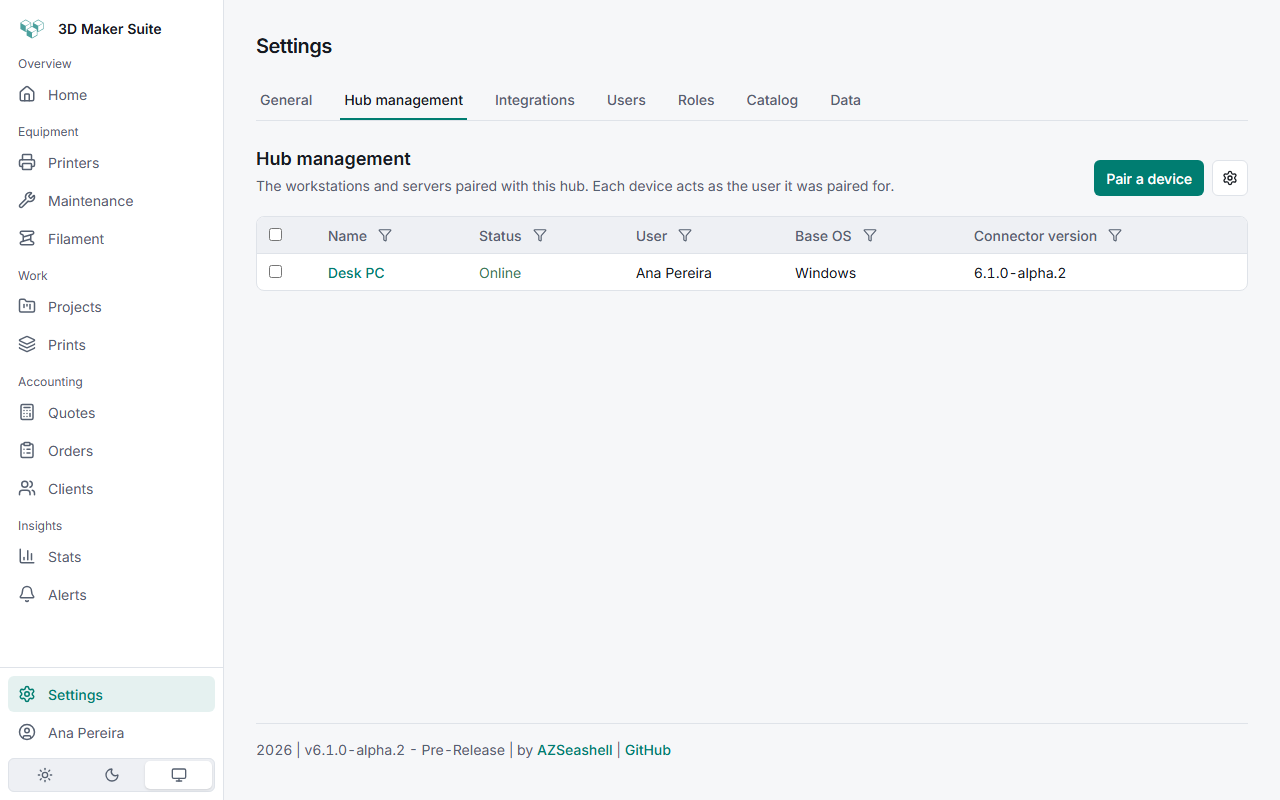 3D Maker Suite
Overview
Home
Equipment
Printers
Maintenance
Filament
Work
Projects
Prints
Accounting
Quotes
Orders
Clients
Insights
Stats
Alerts
Settings
Ana Pereira
Settings
General Hub management Integrations Users Roles Catalog Data
Hub management
The workstations and servers paired with this hub. Each device acts as the user it was paired for.
Pair a device
Name Status User Base OS Connector version
Desk PC Online Ana Pereira Windows 6.1.0-alpha.2
2026 | v6.1.0-alpha.2 - Pre-Release | by AZSeashell | GitHub